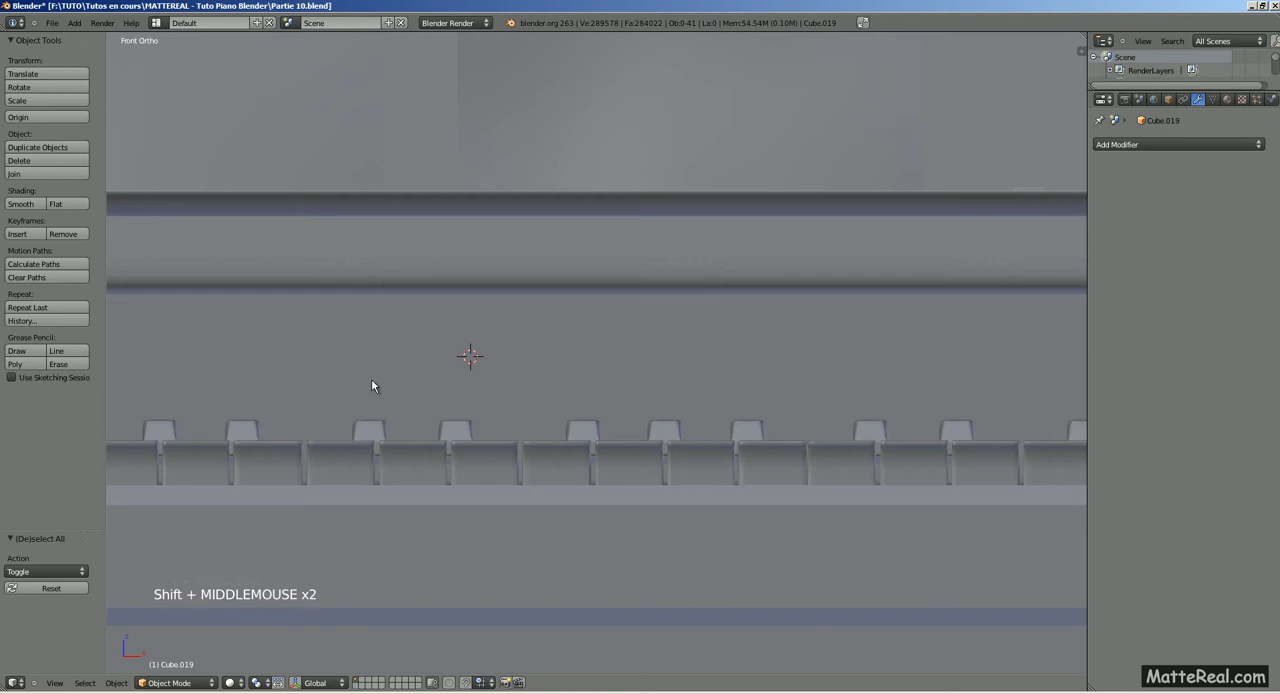 Blender* [F:\TUTO\Tutos en cours\MATTEREAL - Tuto Piano Blender\Partie 10.blend]
File Add Render Help Default Scene Blender Render blender.org 263 | Ve:289578 | Fa:284022 | Ob:0-41 | La:0 | Mem:54.54M (0.10M) | Cube.019
Object Tools
Front Ortho
View Search All Scenes
Transform:
Scene
Translate
RenderLayers
Rotate
Scale
Origin
Cube.019
Object:
Add Modifier
Duplicate Objects
Delete
Join
Shading:
Smooth Flat
Keyframes:
Insert Remove
Motion Paths:
Calculate Paths
Clear Paths
Repeat:
Repeat Last
History...
Grease Pencil:
Draw Line
Poly Erase
Use Sketching Sessio
(De)select All
Action
Toggle
Reset
Shift + MIDDLEMOUSE x2
z
x
(1) Cube.019
View Select Object Object Mode Global
MatteReal.com